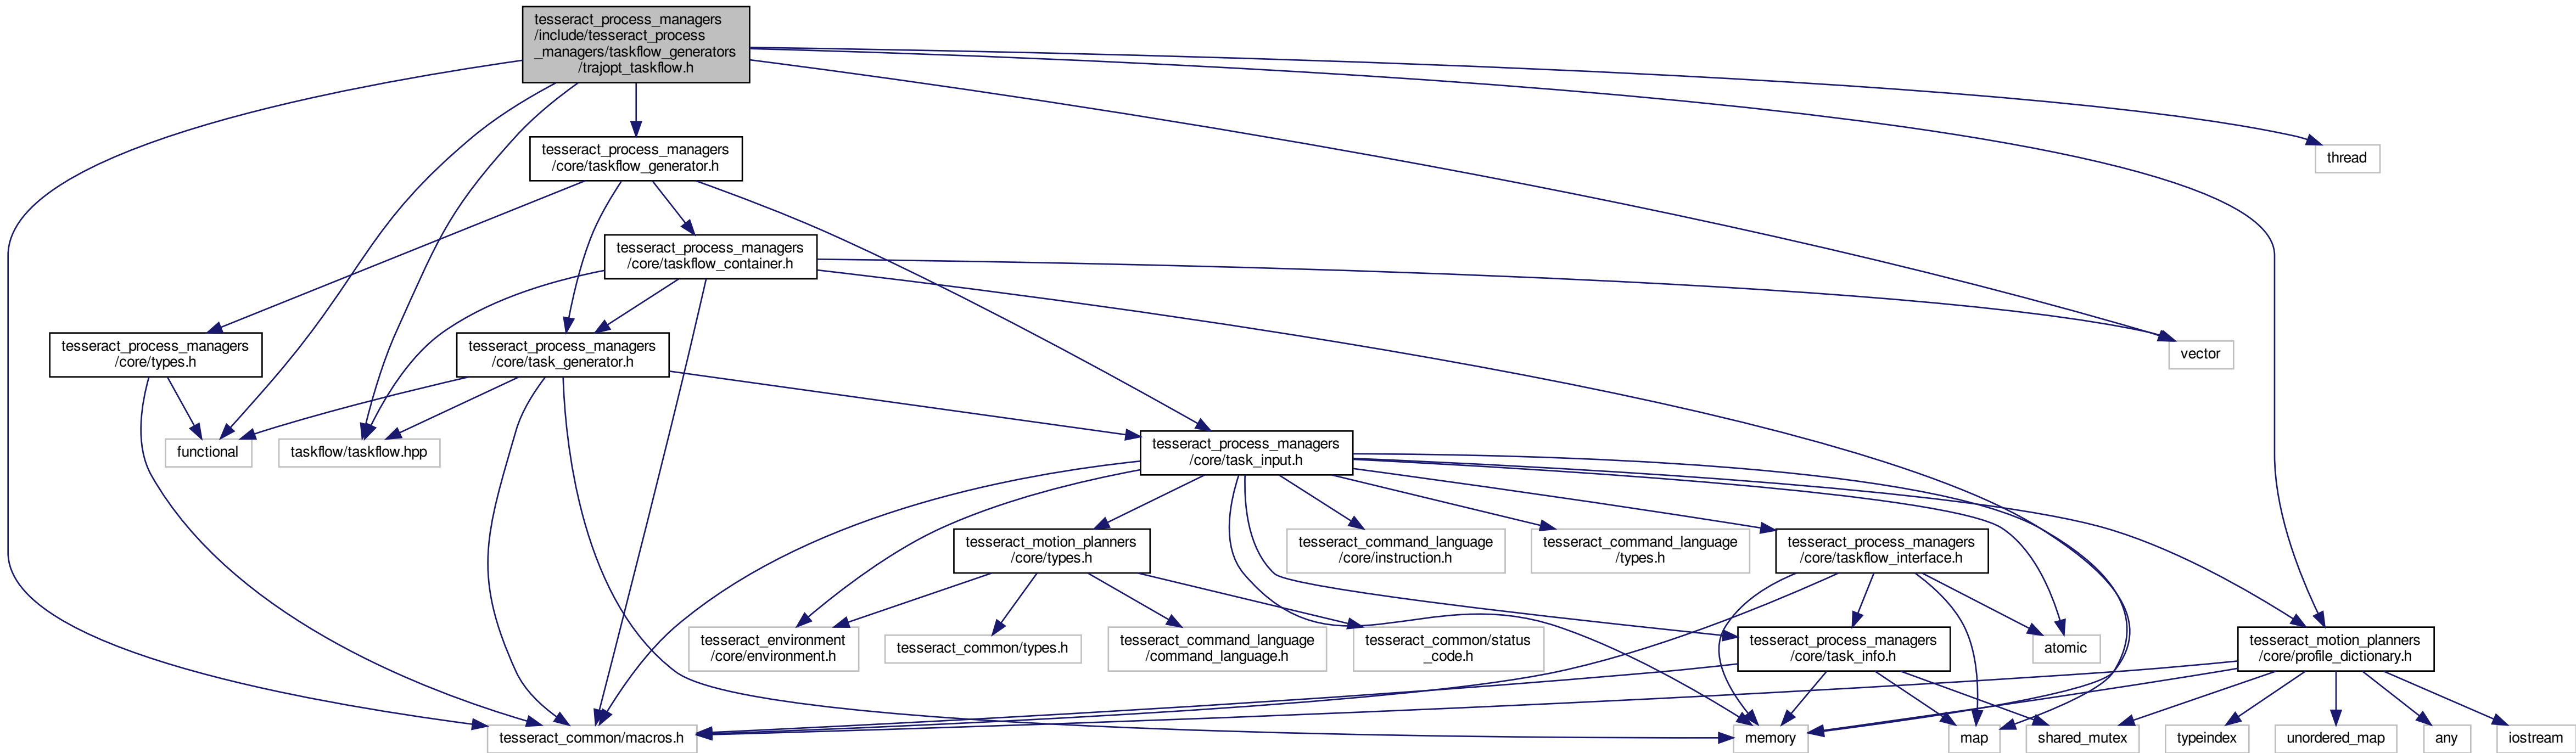 tesseract_process_managers
/include/tesseract_process
_managers/taskflow_generators
/trajopt_taskflow.h
tesseract_process_managers
/core/taskflow_generator.h
thread
tesseract_process_managers
/core/taskflow_container.h
tesseract_process_managers
/core/types.h
tesseract_process_managers
/core/task_generator.h
vector
functional
taskflow/taskflow.hpp
tesseract_process_managers
/core/task_input.h
tesseract_motion_planners
/core/types.h
tesseract_command_language
/core/instruction.h
tesseract_command_language
/types.h
tesseract_process_managers
/core/taskflow_interface.h
tesseract_environment
/core/environment.h
tesseract_common/types.h
tesseract_command_language
/command_language.h
tesseract_common/status
_code.h
tesseract_process_managers
/core/task_info.h
atomic
tesseract_motion_planners
/core/profile_dictionary.h
tesseract_common/macros.h
memory
map
shared_mutex
typeindex
unordered_map
any
iostream